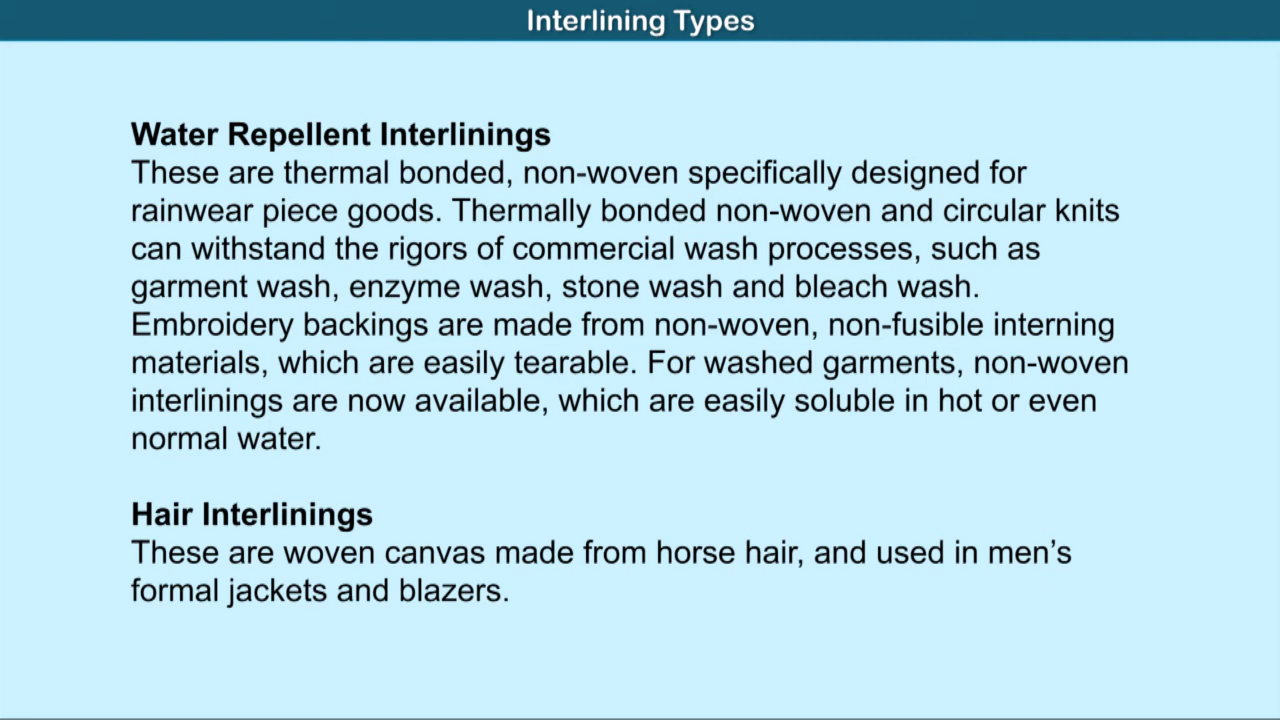 Interlining Types
Water Repellent Interlinings
These are thermal bonded, non-woven specifically designed for
rainwear piece goods. Thermally bonded non-woven and circular knits
can withstand the rigors of commercial wash processes, such as
garment wash, enzyme wash, stone wash and bleach wash.
Embroidery backings are made from non-woven, non-fusible interning
materials, which are easily tearable. For washed garments, non-woven
interlinings are now available, which are easily soluble in hot or even
normal water.
Hair Interlinings
These are woven canvas made from horse hair, and used in men’s
formal jackets and blazers.